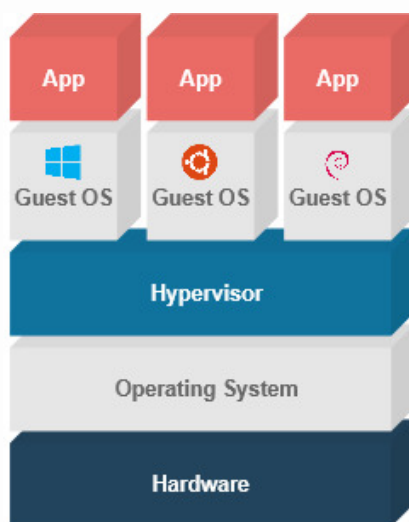 App App App
Guest OS Guest OS Guest OS
Hypervisor
Operating System
Hardware